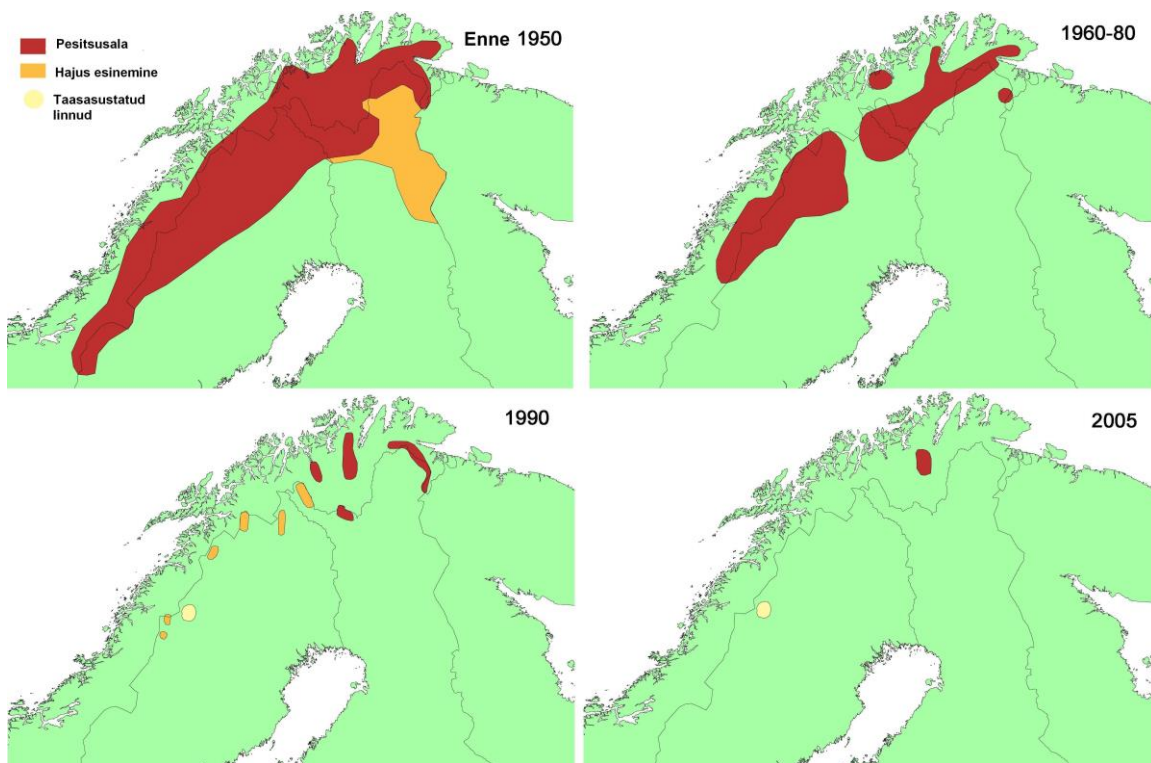 Enne 1950
Pesitsusala
Hajus esinemine
Taasasustatud
linnud
1960-80
1990
2005